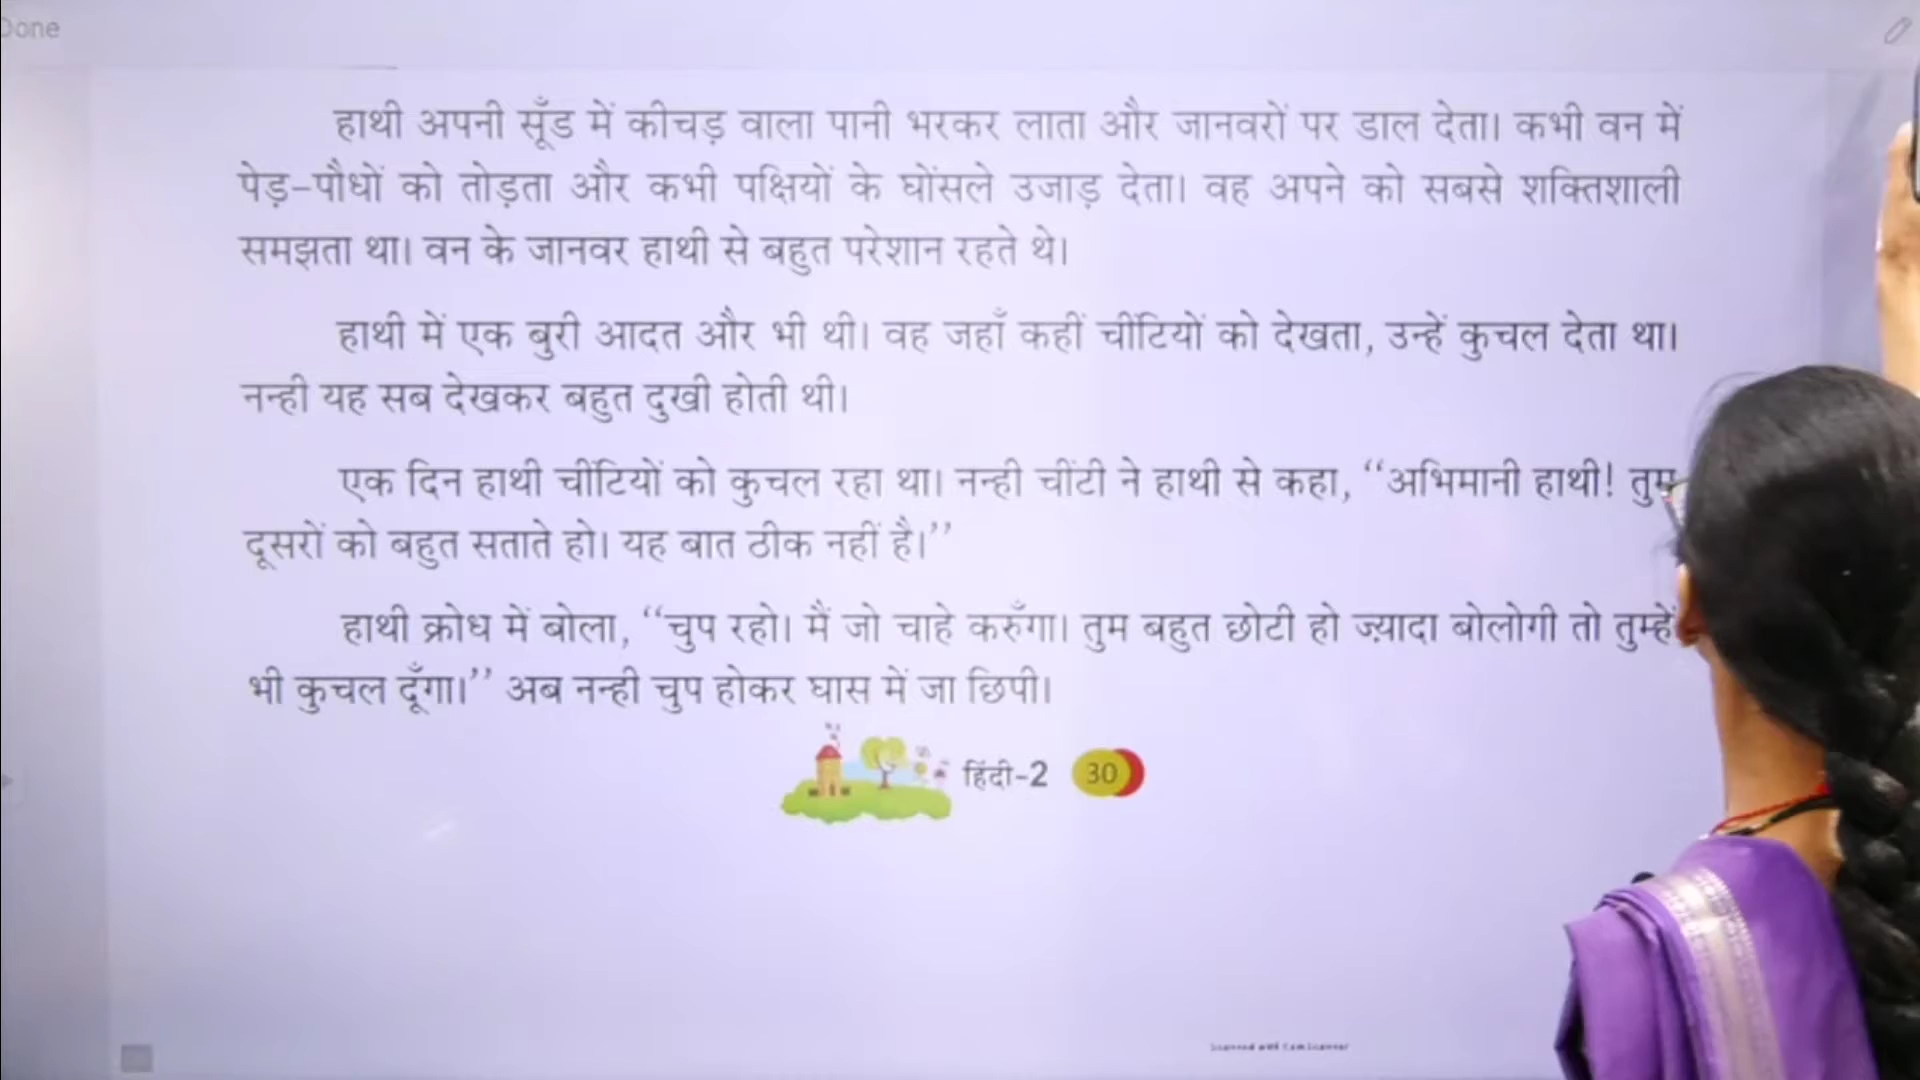 Done
हाथी अपनी सूँड में कीचड़ वाला पानी भरकर लाता और जानवरों पर डाल देता। कभी वन में
पेड़-पौधों को तोड़ता और कभी पक्षियों के घोंसले उजाड़ देता। वह अपने को सबसे शक्तिशाली
समझता था। वन के जानवर हाथी से बहुत परेशान रहते थे।
हाथी में एक बुरी आदत और भी थी। वह जहाँ कहीं चींटियों को देखता, उन्हें कुचल देता था।
नन्ही यह सब देखकर बहुत दुखी होती थी।
एक दिन हाथी चींटियों को कुचल रहा था। नन्ही चींटी ने हाथी से कहा, ‘‘अभिमानी हाथी! तुम
दूसरों को बहुत सताते हो। यह बात ठीक नहीं है।’’
हाथी क्रोध में बोला, ‘‘चुप रहो। मैं जो चाहे करुँगा। तुम बहुत छोटी हो ज़्यादा बोलोगी तो तुम्हें
भी कुचल दूँगा।’’ अब नन्ही चुप होकर घास में जा छिपी।
हिंदी-2 30
Scanned with CamScanner